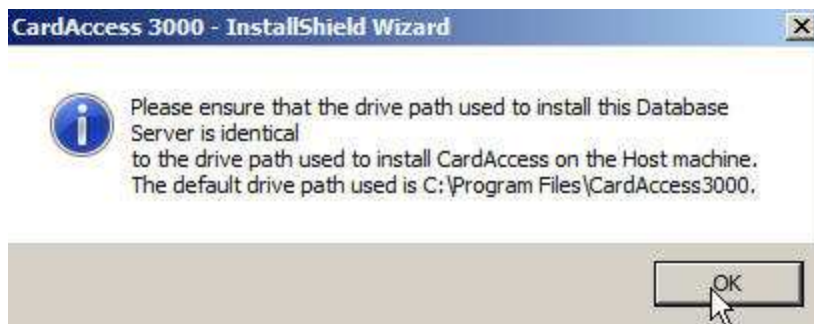 CardAccess 3000 - InstallShield Wizard
Please ensure that the drive path used to install this Database
Server is identical
to the drive path used to install CardAccess on the Host machine.
The default drive path used is C:\Program Files\CardAccess3000.
OK